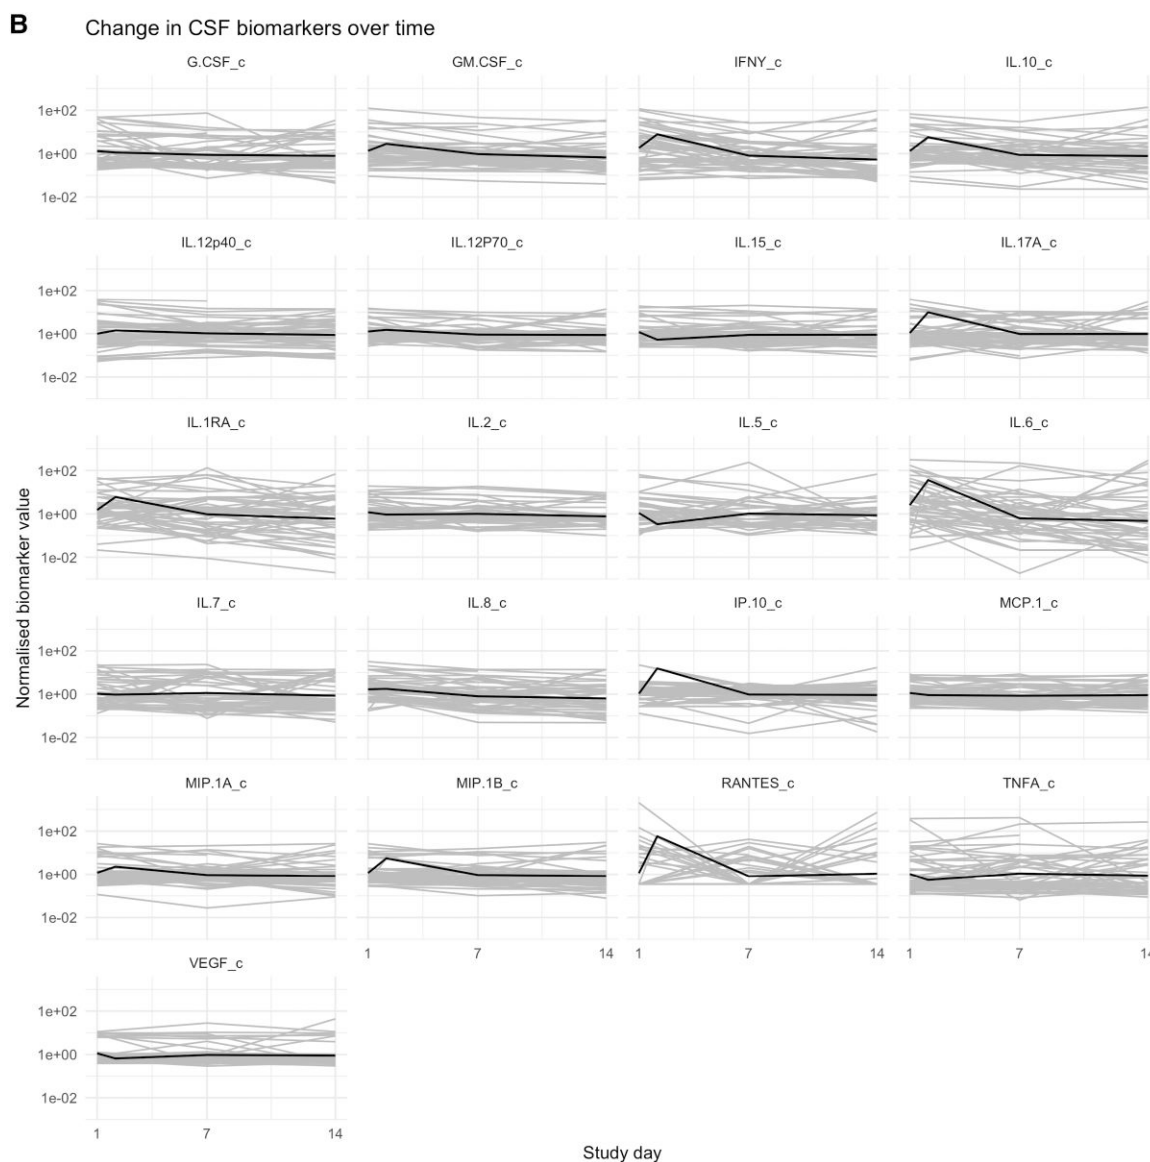 B
Change in CSF biomarkers over time
G.CSF_c GM.CSF_c IFNY_c IL.10_c
1e+02
1e+00
1e-02
IL.12p40_c IL.12P70_c IL.15_c IL.17A_c
1e+02
1e+00
1e-02
IL.1RA_c IL.2_c IL.5_c IL.6_c
1e+02
1e+00
1e-02
Normalised biomarker value
IL.7_c IL.8_c IP.10_c MCP.1_c
1e+02
1e+00
1e-02
MIP.1A_c MIP.1B_c RANTES_c TNFA_c
1e+02
1e+00
1e-02
1 7 14 1 7 14 1 7 14
VEGF_c
1e+02
1e+00
1e-02
1 7 14
Study day